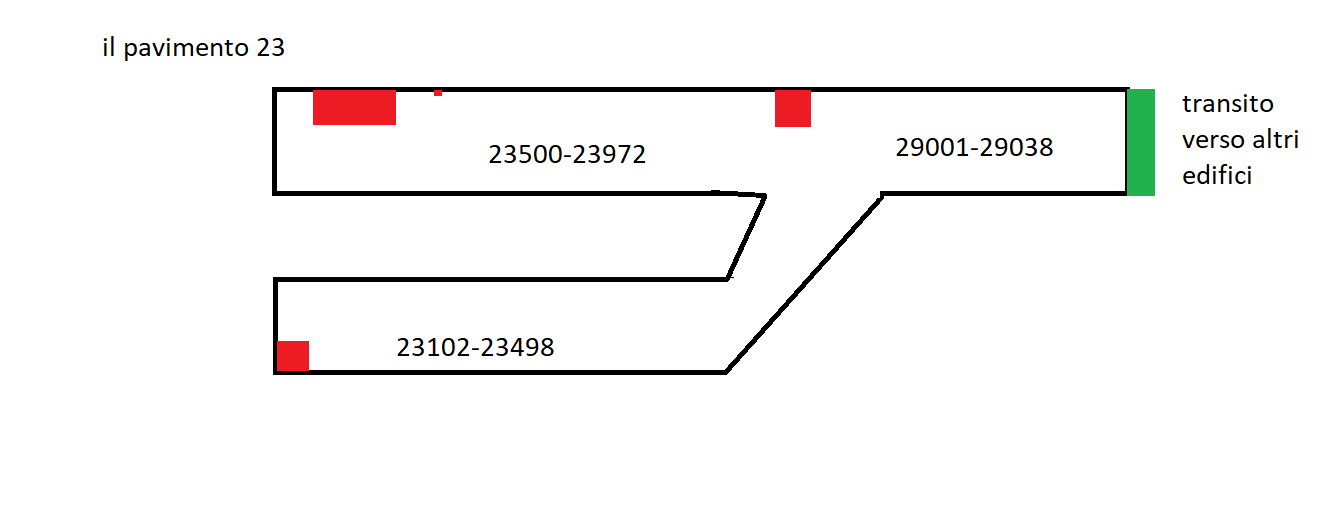 il pavimento 23
transito
verso altri
edifici
23500-23972
29001-29038
23102-23498